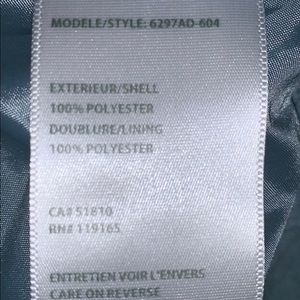 MODELE/STYLE: 6297AD-604
EXTERIEUR/SHELL
100% POLYESTER
DOUBLURE/LINING
100% POLYESTER
CA# 51810
RN# 119165
ENTRETIEN VOIR L'ENVERS
CARE ON REVERSE